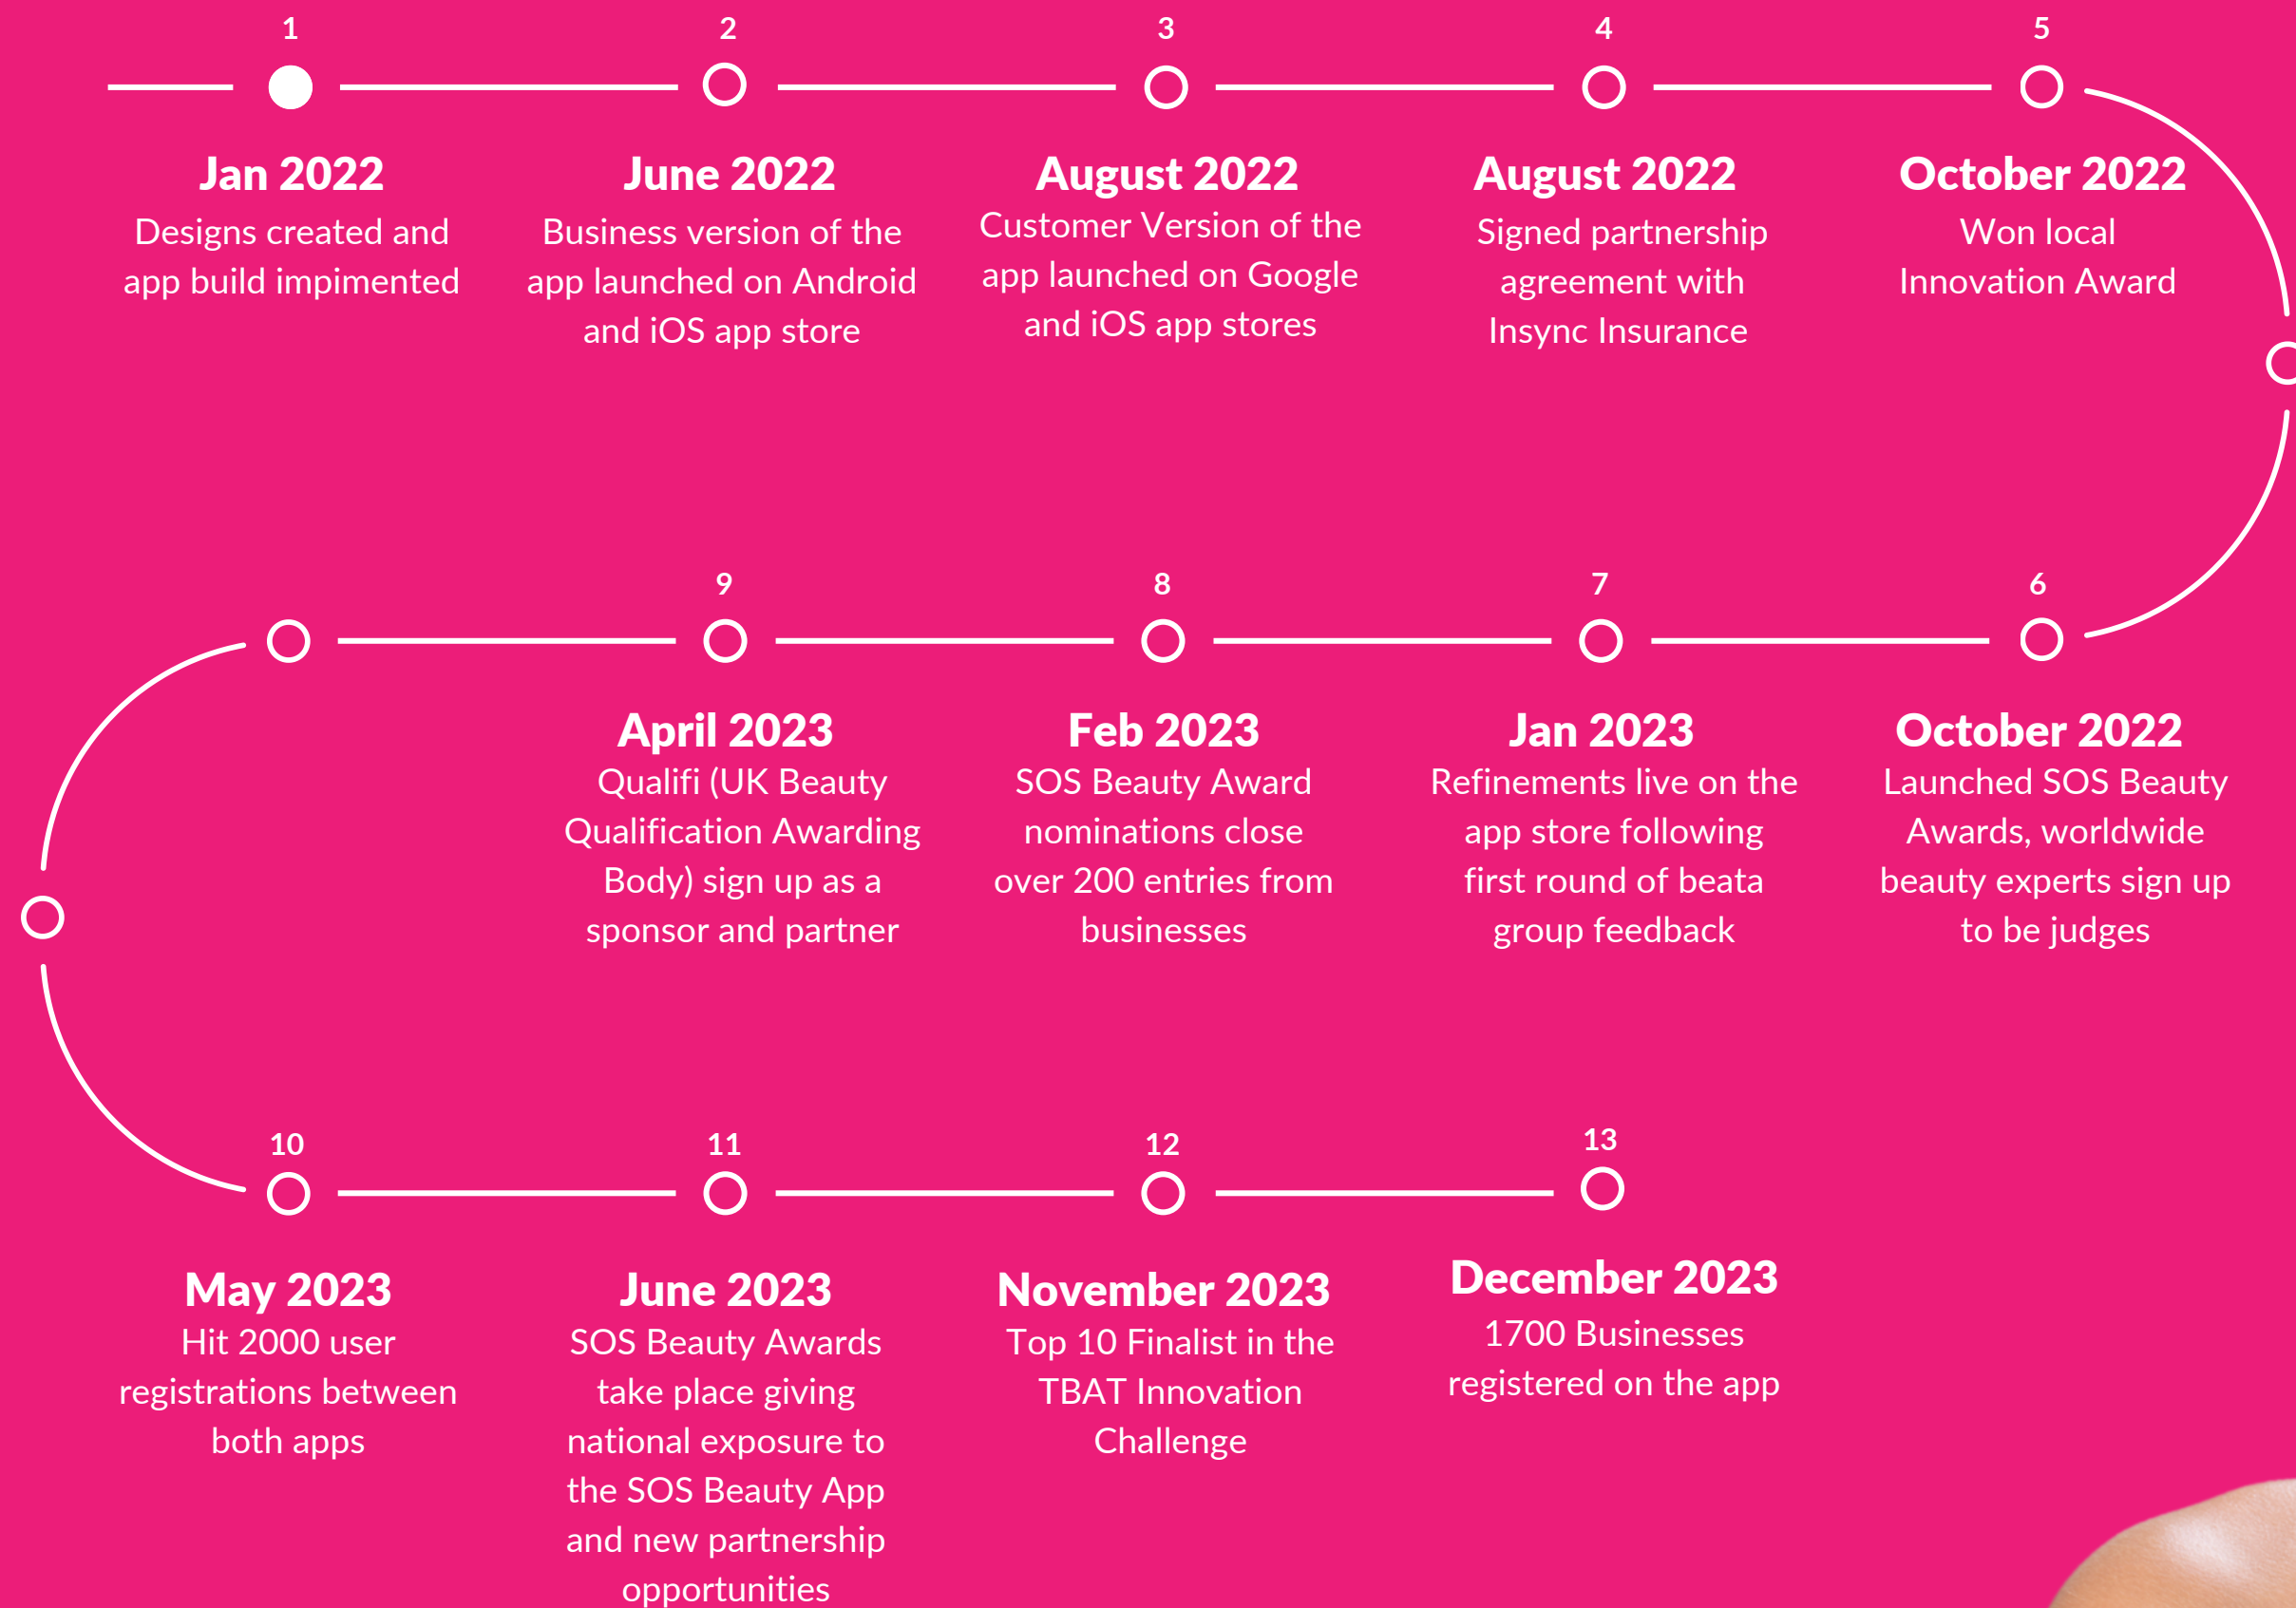 1
Jan 2022
Designs created and
app build impimented
2
June 2022
Business version of the
app launched on Android
and iOS app store
3
August 2022
Customer Version of the
app launched on Google
and iOS app stores
4
August 2022
Signed partnership
agreement with
Insync Insurance
5
October 2022
Won local
Innovation Award
6
October 2022
Launched SOS Beauty
Awards, worldwide
beauty experts sign up
to be judges
7
Jan 2023
Refinements live on the
app store following
first round of beata
group feedback
8
Feb 2023
SOS Beauty Award
nominations close
over 200 entries from
businesses
9
April 2023
Qualifi (UK Beauty
Qualification Awarding
Body) sign up as a
sponsor and partner
10
May 2023
Hit 2000 user
registrations between
both apps
11
June 2023
SOS Beauty Awards
take place giving
national exposure to
the SOS Beauty App
and new partnership
opportunities
12
November 2023
Top 10 Finalist in the
TBAT Innovation
Challenge
13
December 2023
1700 Businesses
registered on the app